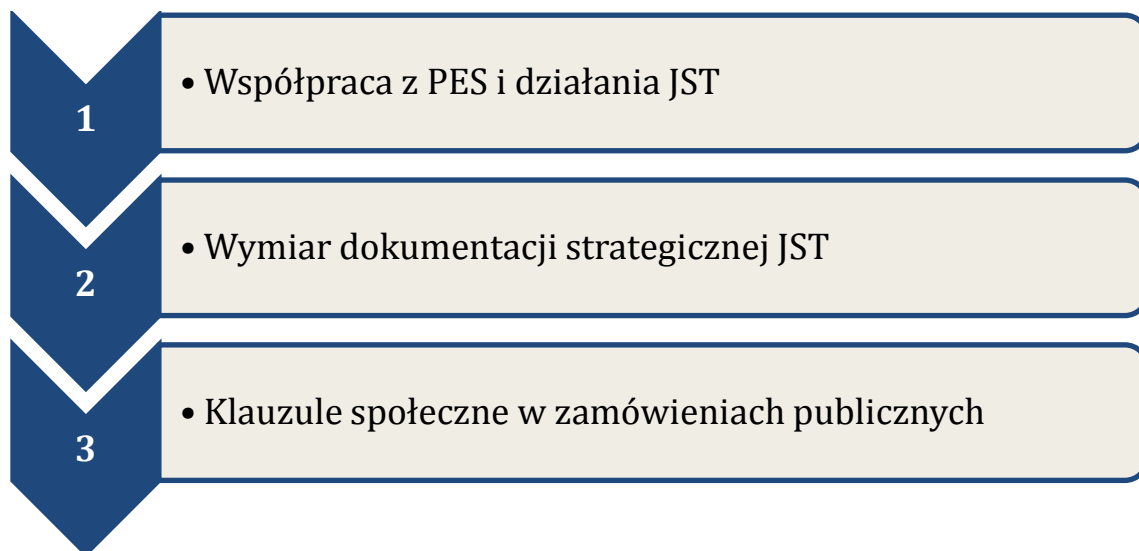 1
• Współpraca z PES i działania JST
2
• Wymiar dokumentacji strategicznej JST
3
• Klauzule społeczne w zamówieniach publicznych